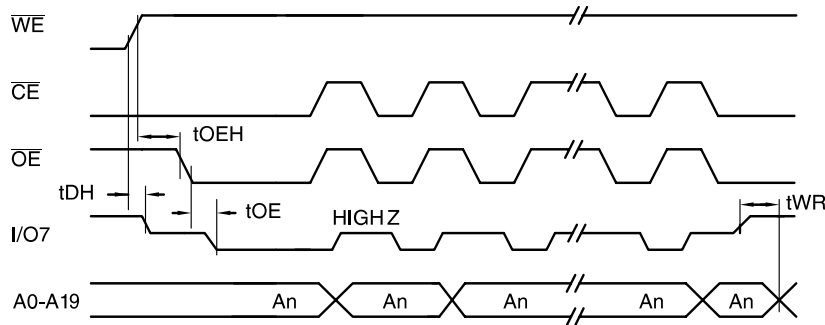 WE
CE
tOEH
OE
tDH
tOE
HIGH Z
tWR
I/O7
A0-A19
An
An
An
An
An